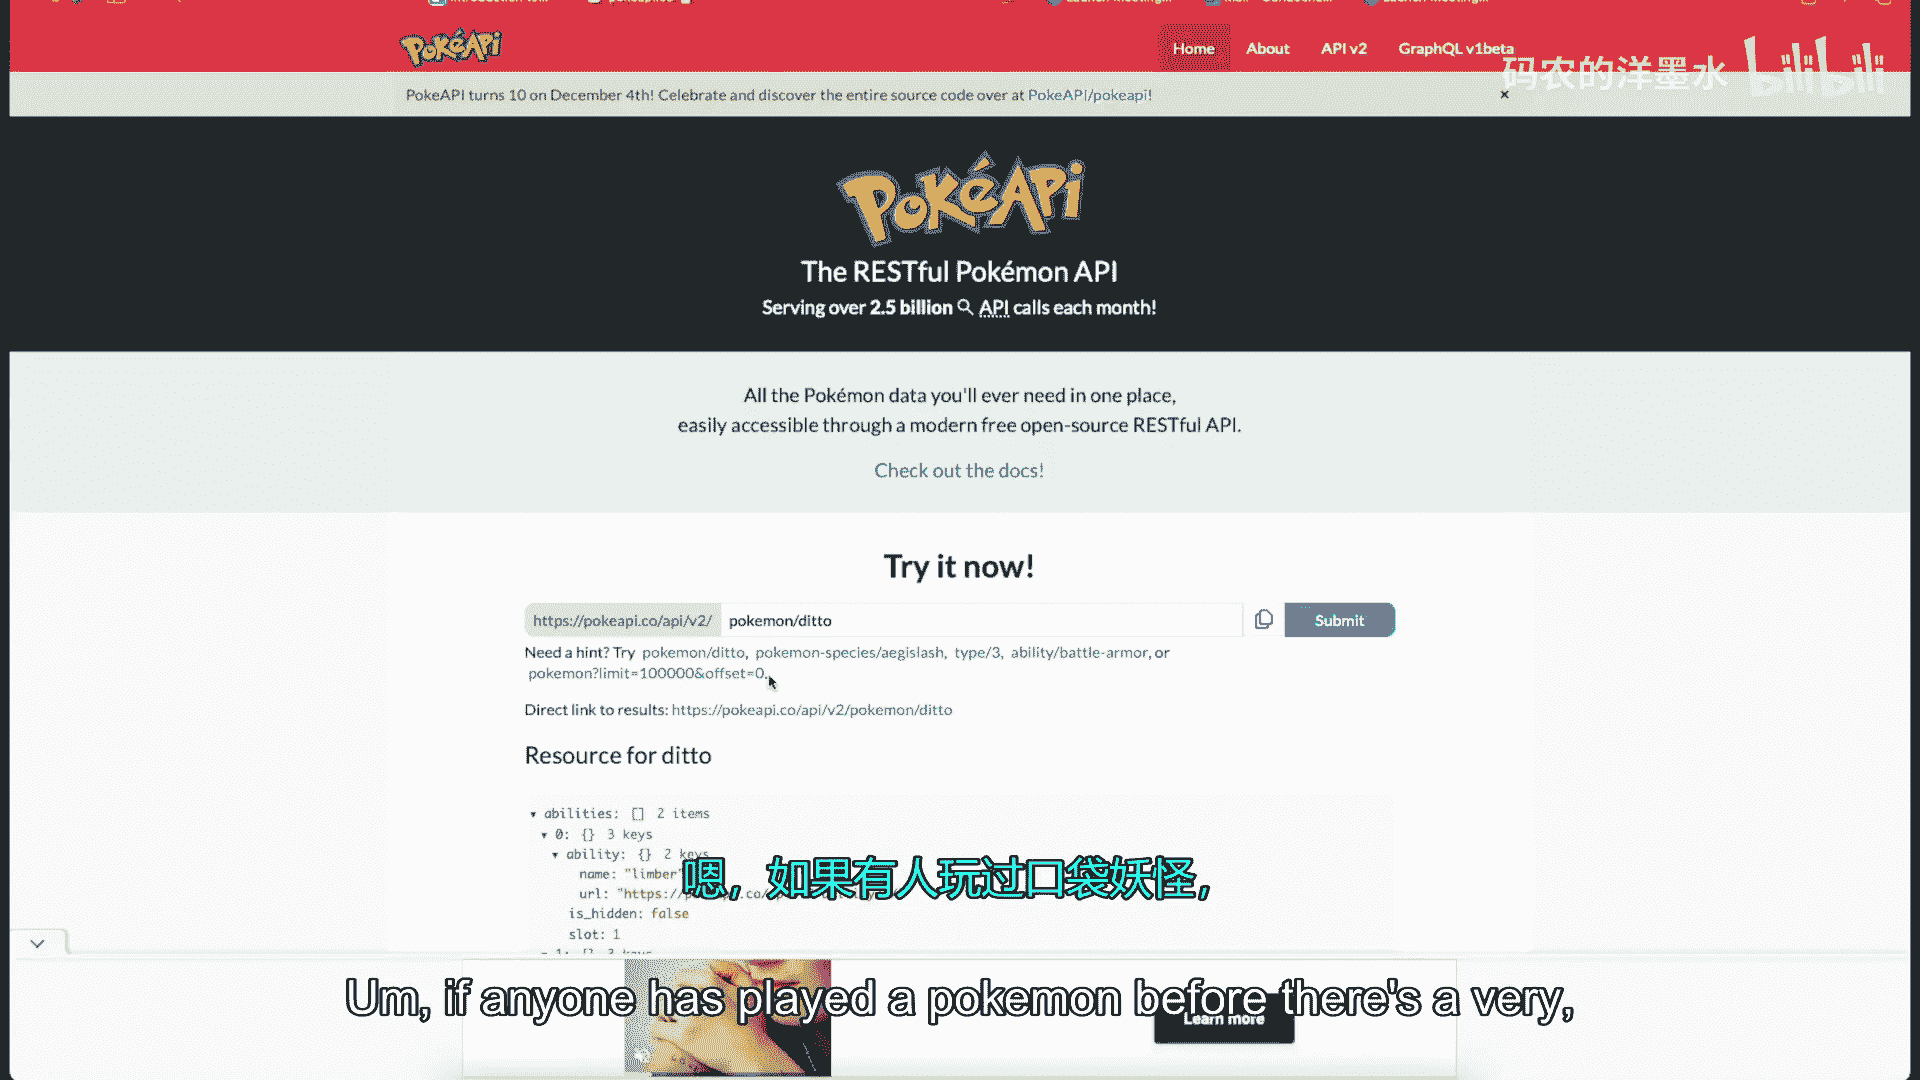 PokéAPI
Home
About
API v2
GraphQL v1beta
码农的洋墨水
bilibili
PokeAPI turns 10 on December 4th! Celebrate and discover the entire source code over at PokeAPI/pokeapi!
×
PokéAPI
The RESTful Pokémon API
Serving over 2.5 billion API calls each month!
All the Pokémon data you'll ever need in one place,
easily accessible through a modern free open-source RESTful API.
Check out the docs!
Try it now!
https://pokeapi.co/api/v2/
pokemon/ditto
Submit
Need a hint? Try pokemon/ditto, pokemon-species/aegislash, type/3, ability/battle-armor, or
pokemon?limit=100000&offset=0.
Direct link to results: https://pokeapi.co/api/v2/pokemon/ditto
Resource for ditto
abilities: [] 2 items
0: {} 3 keys
ability: {} 2 keys
name: "limber"
url: "https://
is_hidden: false
slot: 1
1: {} 3 keys
嗯，如果有人玩过口袋妖怪，
Um, if anyone has played a pokemon before there's a very,
Learn more